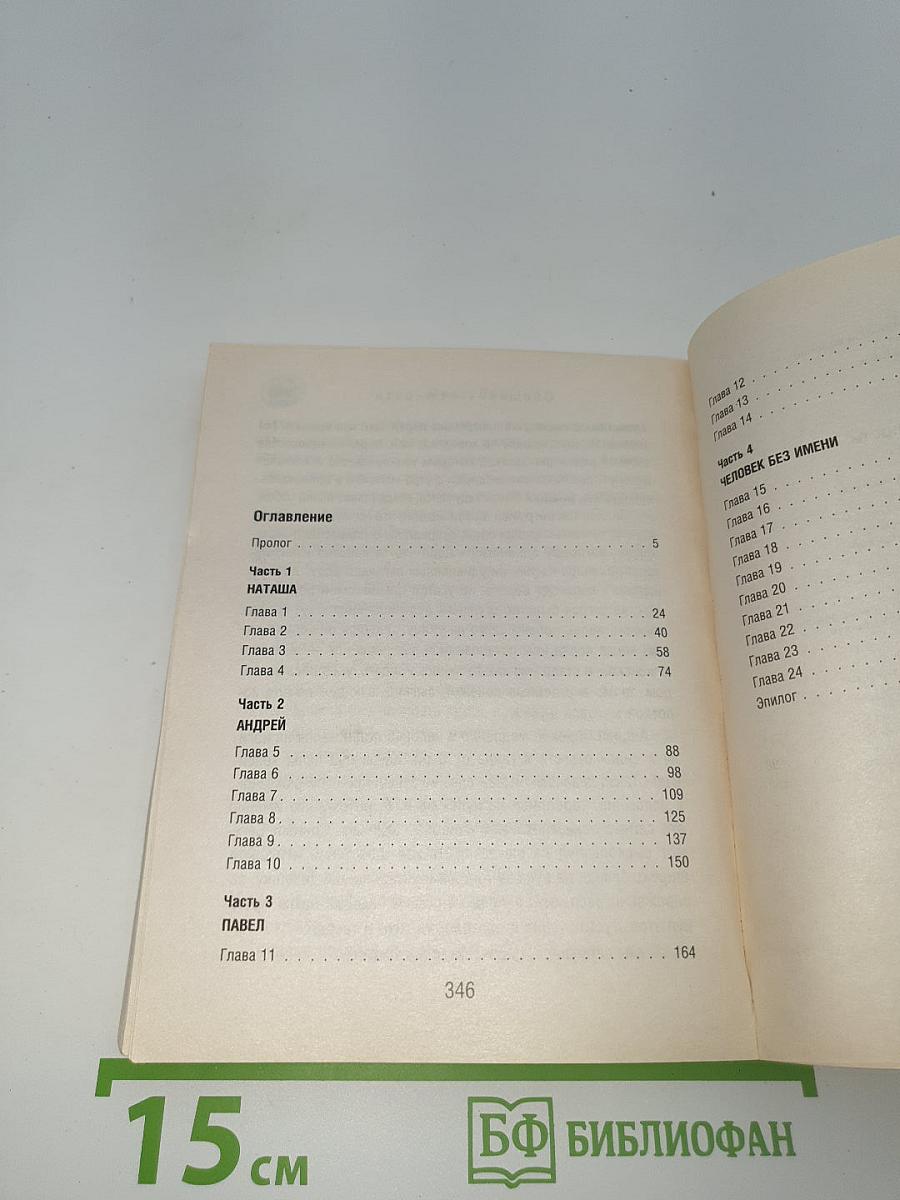 Оглавление
Пролог . . . . . . . . . . . . . . . . . . . . . . . . . . . . . . 5
Часть 1
НАТАША
Глава 1 . . . . . . . . . . . . . . . . . . . . . . . . . . . . . . 24
Глава 2 . . . . . . . . . . . . . . . . . . . . . . . . . . . . . . 40
Глава 3 . . . . . . . . . . . . . . . . . . . . . . . . . . . . . . 58
Глава 4 . . . . . . . . . . . . . . . . . . . . . . . . . . . . . . 74
Часть 2
АНДРЕЙ
Глава 5 . . . . . . . . . . . . . . . . . . . . . . . . . . . . . . 88
Глава 6 . . . . . . . . . . . . . . . . . . . . . . . . . . . . . . 98
Глава 7 . . . . . . . . . . . . . . . . . . . . . . . . . . . . . . 109
Глава 8 . . . . . . . . . . . . . . . . . . . . . . . . . . . . . . 125
Глава 9 . . . . . . . . . . . . . . . . . . . . . . . . . . . . . . 137
Глава 10 . . . . . . . . . . . . . . . . . . . . . . . . . . . . . . 150
Часть 3
ПАВЕЛ
Глава 11 . . . . . . . . . . . . . . . . . . . . . . . . . . . . . . 164
346
Глава 12 . . . . . . . . . .
Глава 13 . . . . . . . . . .
Глава 14 . . . . . . . . . .
Часть 4
ЧЕЛОВЕК БЕЗ ИМЕНИ
Глава 15 . . . . . . . . . .
Глава 16 . . . . . . . . . .
Глава 17 . . . . . . . . . .
Глава 18 . . . . . . . . . .
Глава 19 . . . . . . . . . .
Глава 20 . . . . . . . . . .
Глава 21 . . . . . . . . . .
Глава 22 . . . . . . . . . .
Глава 23 . . . . . . . . . .
Глава 24 . . . . . . . . . .
Эпилог . . . . . . . . . .
15 см
БФ БИБЛИОФАН